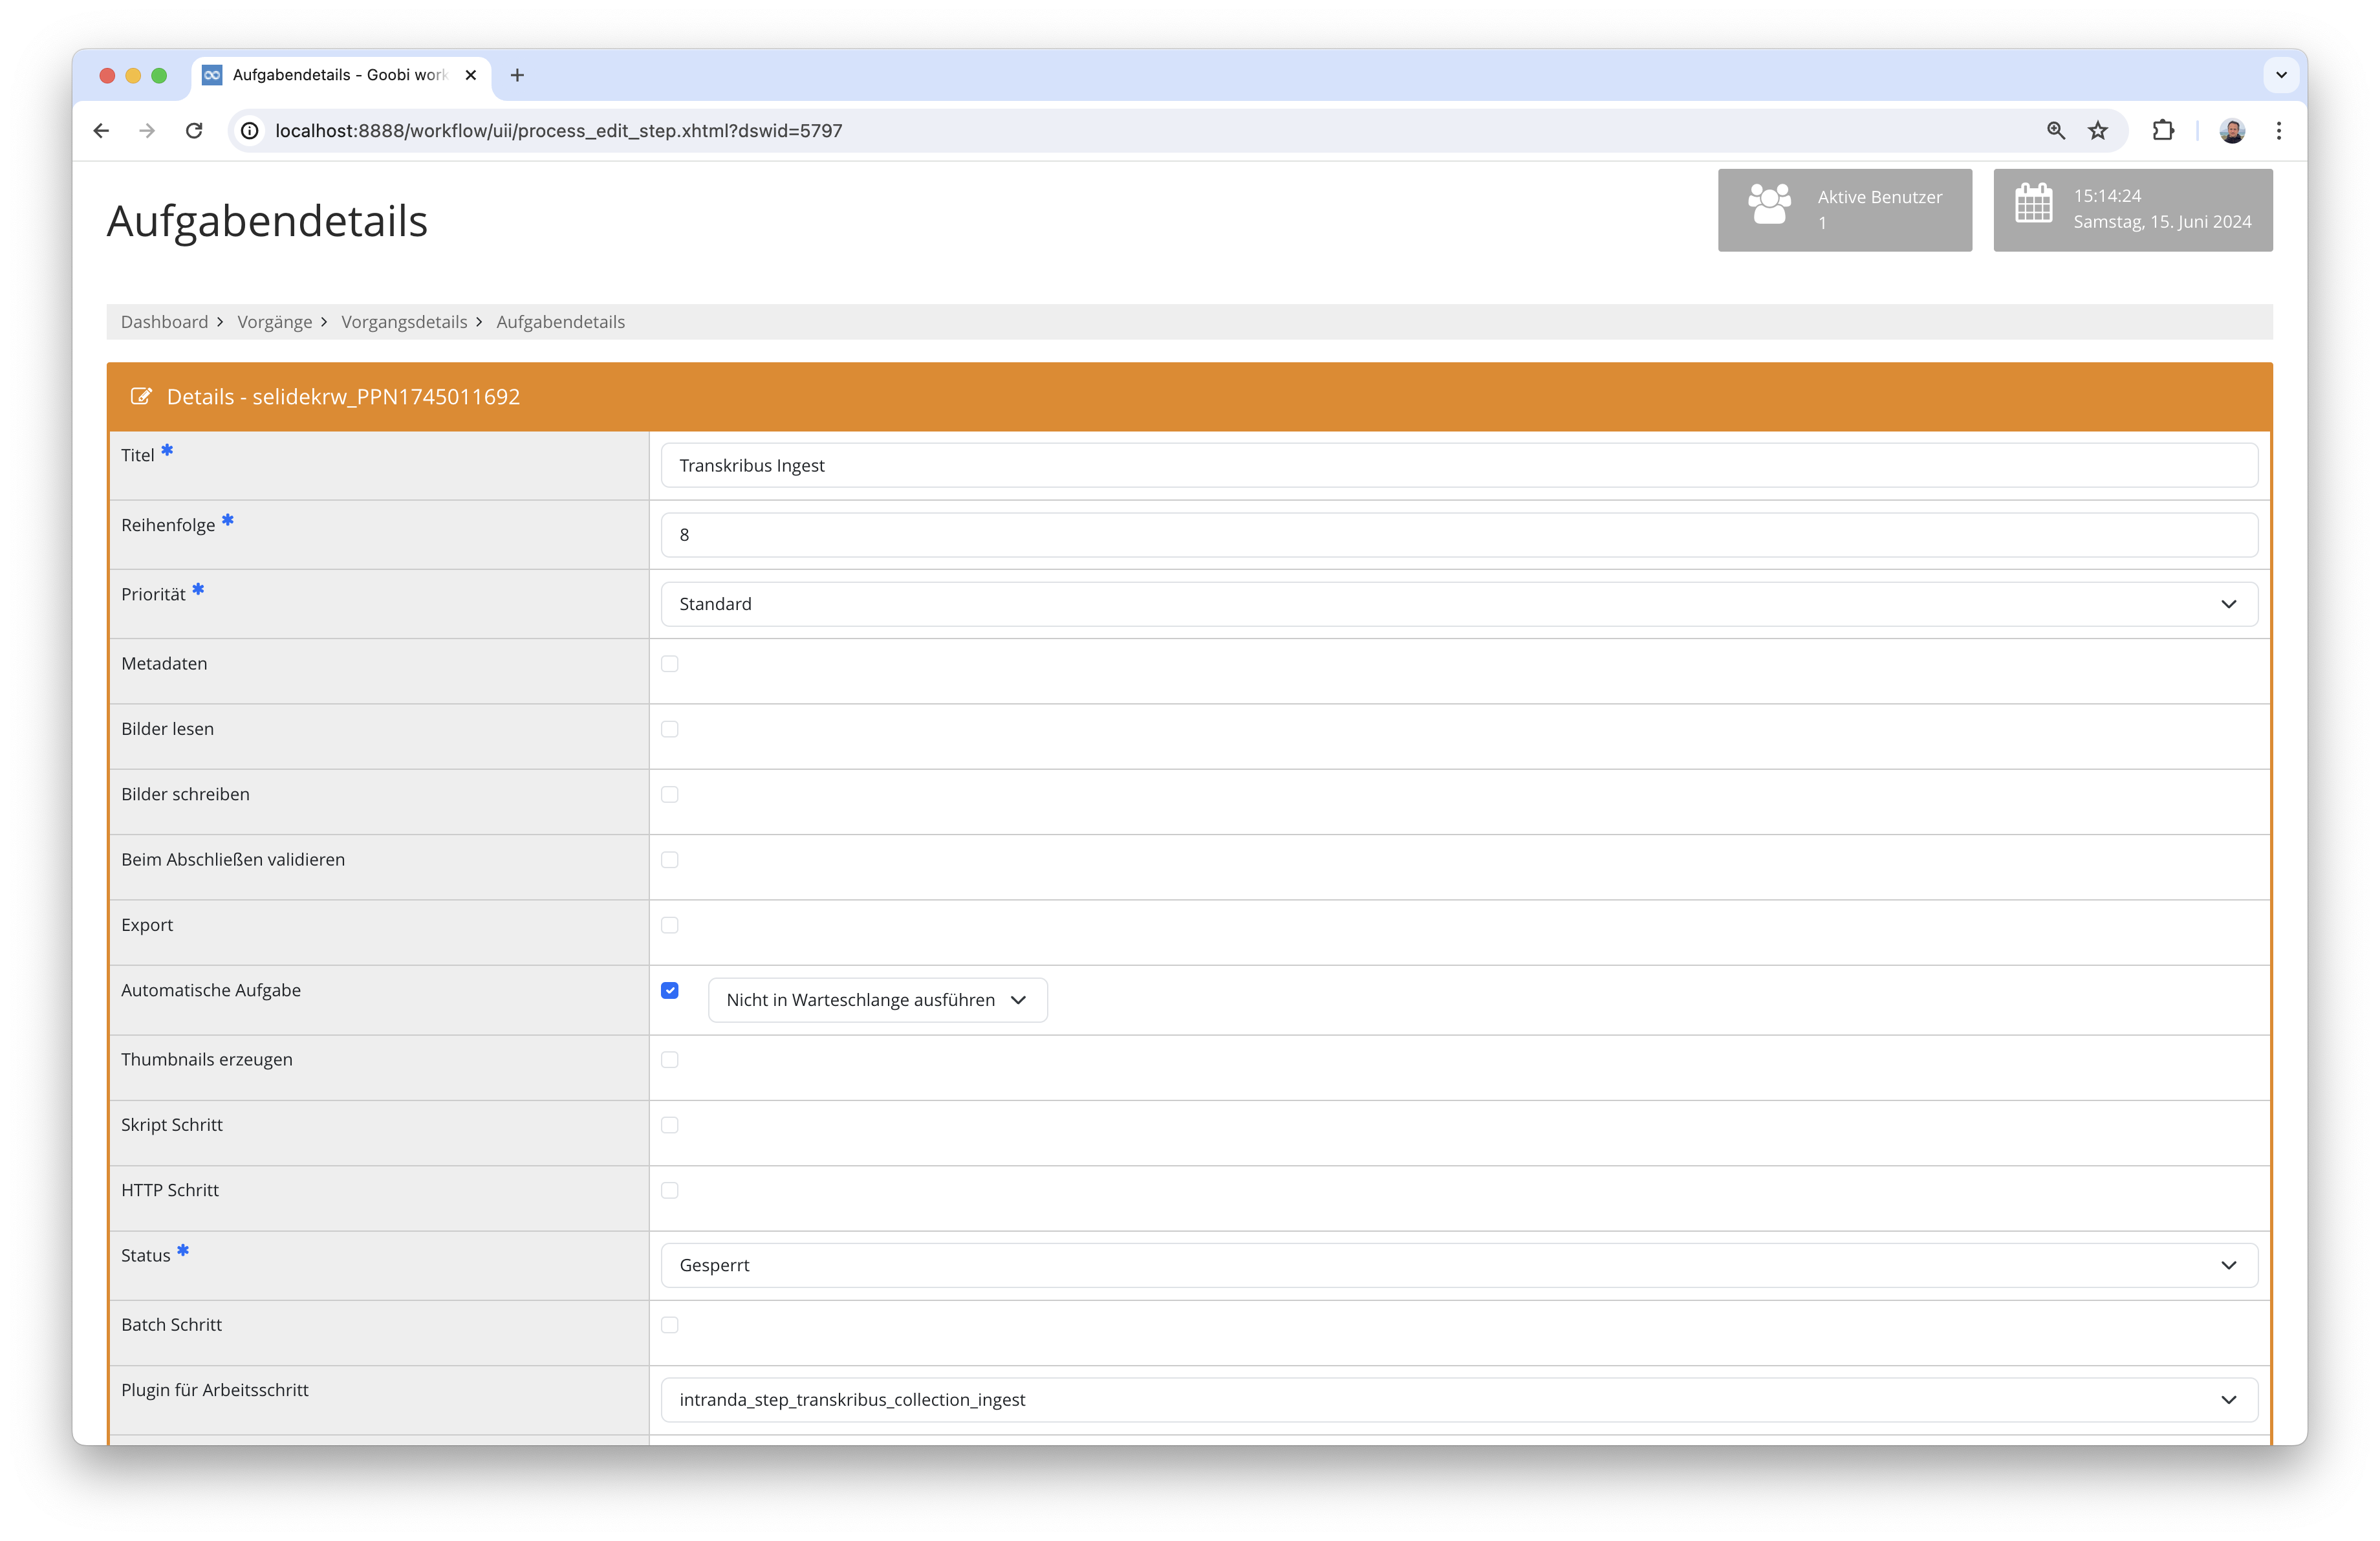 Aufgabendetails - Goobi work
localhost:8888/workflow/uii/process_edit_step.xhtml?dswid=5797
Aufgabendetails
Aktive Benutzer
1
15:14:24
Samstag, 15. Juni 2024
Dashboard > Vorgänge > Vorgangsdetails > Aufgabendetails
Details - selidekrw_PPN1745011692
Titel *
Transkribus Ingest
Reihenfolge *
8
Priorität *
Standard
Metadaten
Bilder lesen
Bilder schreiben
Beim Abschließen validieren
Export
Automatische Aufgabe
Nicht in Warteschlange ausführen
Thumbnails erzeugen
Skript Schritt
HTTP Schritt
Status *
Gesperrt
Batch Schritt
Plugin für Arbeitsschritt
intranda_step_transkribus_collection_ingest